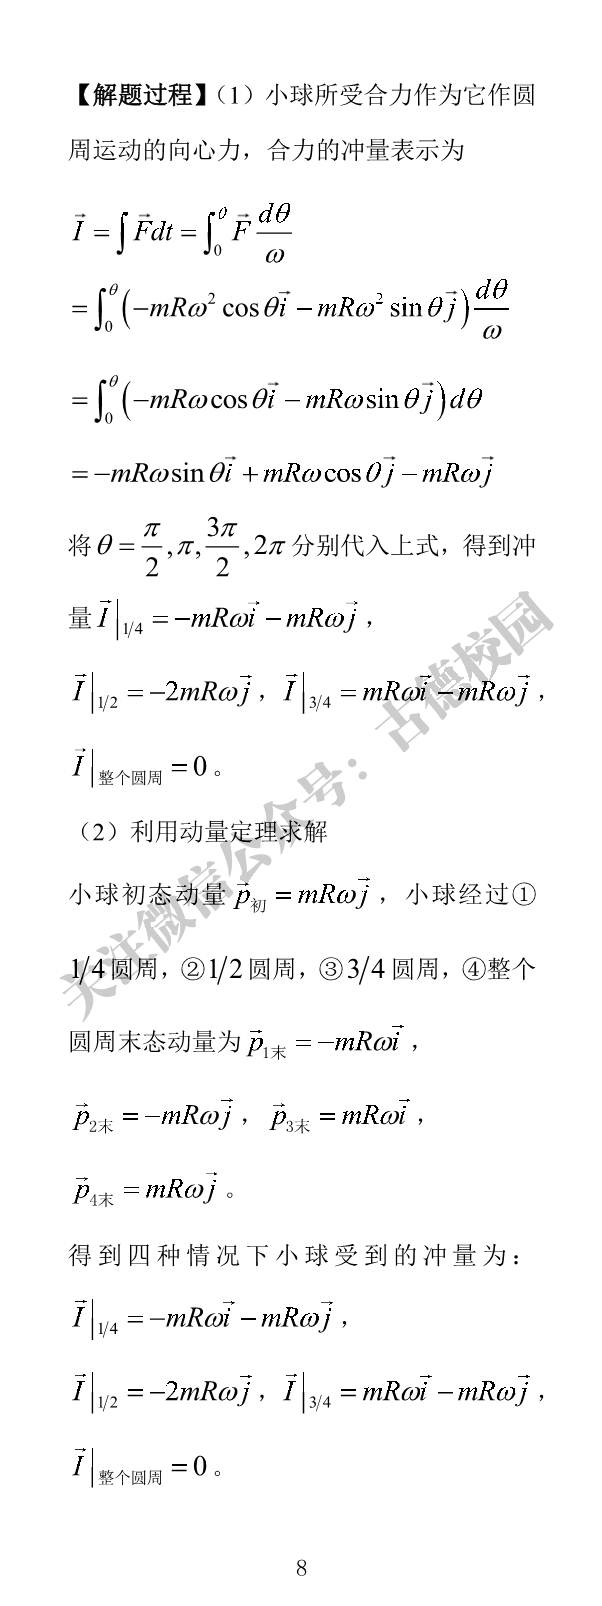 【解题过程】（1）小球所受合力作为它作圆
周运动的向心力，合力的冲量表示为
$\vec{I} = \int \vec{F}dt = \int_0^\theta \vec{F}\frac{d\theta}{\omega}$
$= \int_0^\theta \left(-mR\omega^2\cos\theta\vec{i} - mR\omega^2\sin\theta\vec{j}\right)\frac{d\theta}{\omega}$
$= \int_0^\theta \left(-mR\omega\cos\theta\vec{i} - mR\omega\sin\theta\vec{j}\right)d\theta$
$= -mR\omega\sin\theta\vec{i} + mR\omega\cos\theta\vec{j} - mR\omega\vec{j}$
将$\theta = \frac{\pi}{2}, \pi, \frac{3\pi}{2}, 2\pi$分别代入上式，得到冲
量$\vec{I}|_{1/4} = -mR\omega\vec{i} - mR\omega\vec{j}$，
$\vec{I}|_{1/2} = -2mR\omega\vec{j}$，$\vec{I}|_{3/4} = mR\omega\vec{i} - mR\omega\vec{j}$，
$\vec{I}|_{整个圆周} = 0$。
（2）利用动量定理求解
小球初态动量$\vec{p}_{初} = mR\omega\vec{j}$，小球经过①
1/4圆周，②1/2圆周，③3/4圆周，④整个
圆周末态动量为$\vec{p}_{1末} = -mR\omega\vec{i}$，
$\vec{p}_{2末} = -mR\omega\vec{j}$，$\vec{p}_{3末} = mR\omega\vec{i}$，
$\vec{p}_{4末} = mR\omega\vec{j}$。
得到四种情况下小球受到的冲量为：
$\vec{I}|_{1/4} = -mR\omega\vec{i} - mR\omega\vec{j}$，
$\vec{I}|_{1/2} = -2mR\omega\vec{j}$，$\vec{I}|_{3/4} = mR\omega\vec{i} - mR\omega\vec{j}$，
$\vec{I}|_{整个圆周} = 0$。
关注微信公众号：古德校园
8